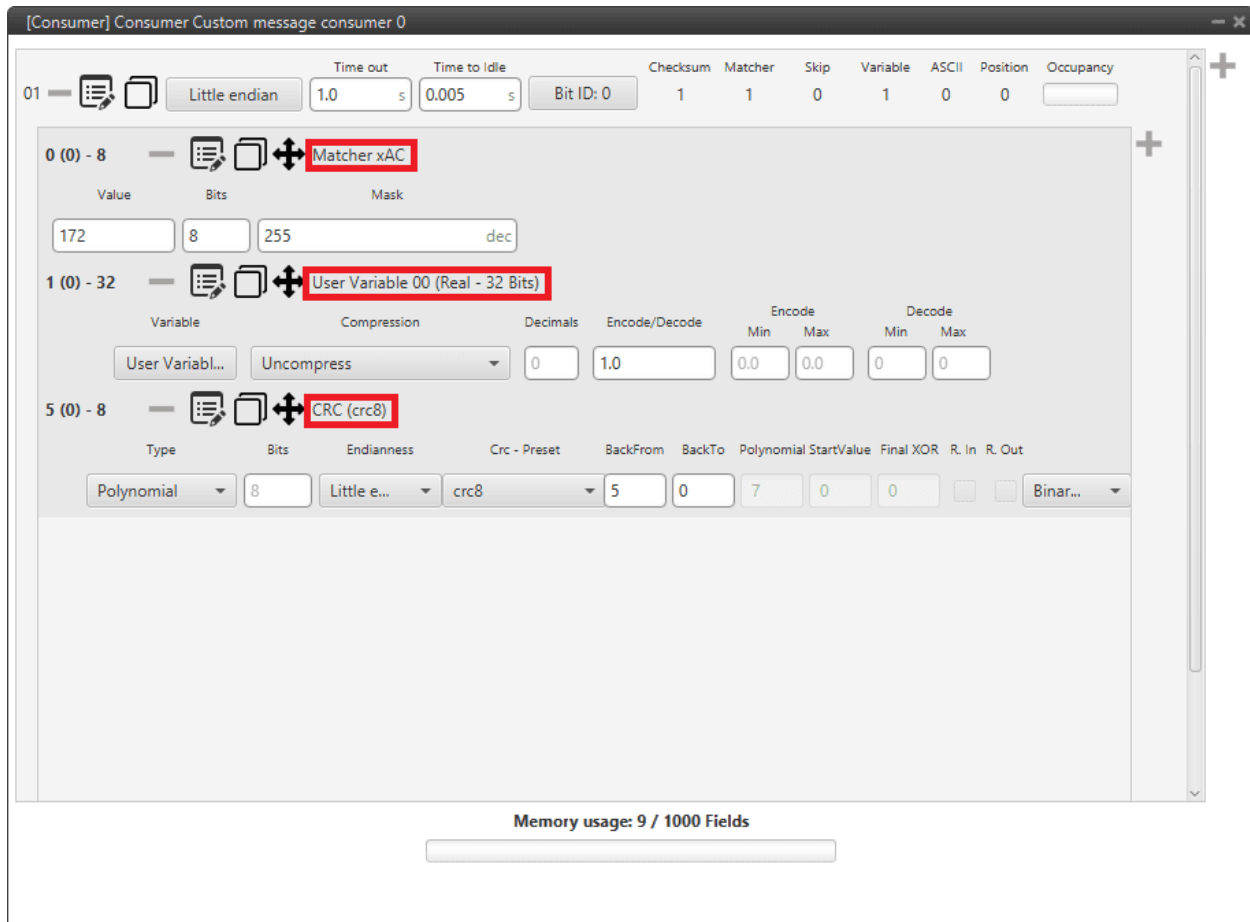 [Consumer] Consumer Custom message consumer 0
Time out Time to Idle Checksum Matcher Skip Variable ASCII Position Occupancy
01 Little endian 1.0 s 0.005 s Bit ID: 0 1 1 0 1 0 0
0 (0) - 8 Matcher xAC
Value Bits Mask
172 8 255 dec
1 (0) - 32 User Variable 00 (Real - 32 Bits)
Encode Decode
Variable Compression Decimals Encode/Decode Min Max Min Max
User Variabl... Uncompress 0 1.0 0.0 0.0 0 0
5 (0) - 8 CRC (crc8)
Type Bits Endianness Crc - Preset BackFrom BackTo Polynomial StartValue Final XOR R. In R. Out
Polynomial 8 Little e... crc8 5 0 7 0 0 Binar...
Memory usage: 9 / 1000 Fields